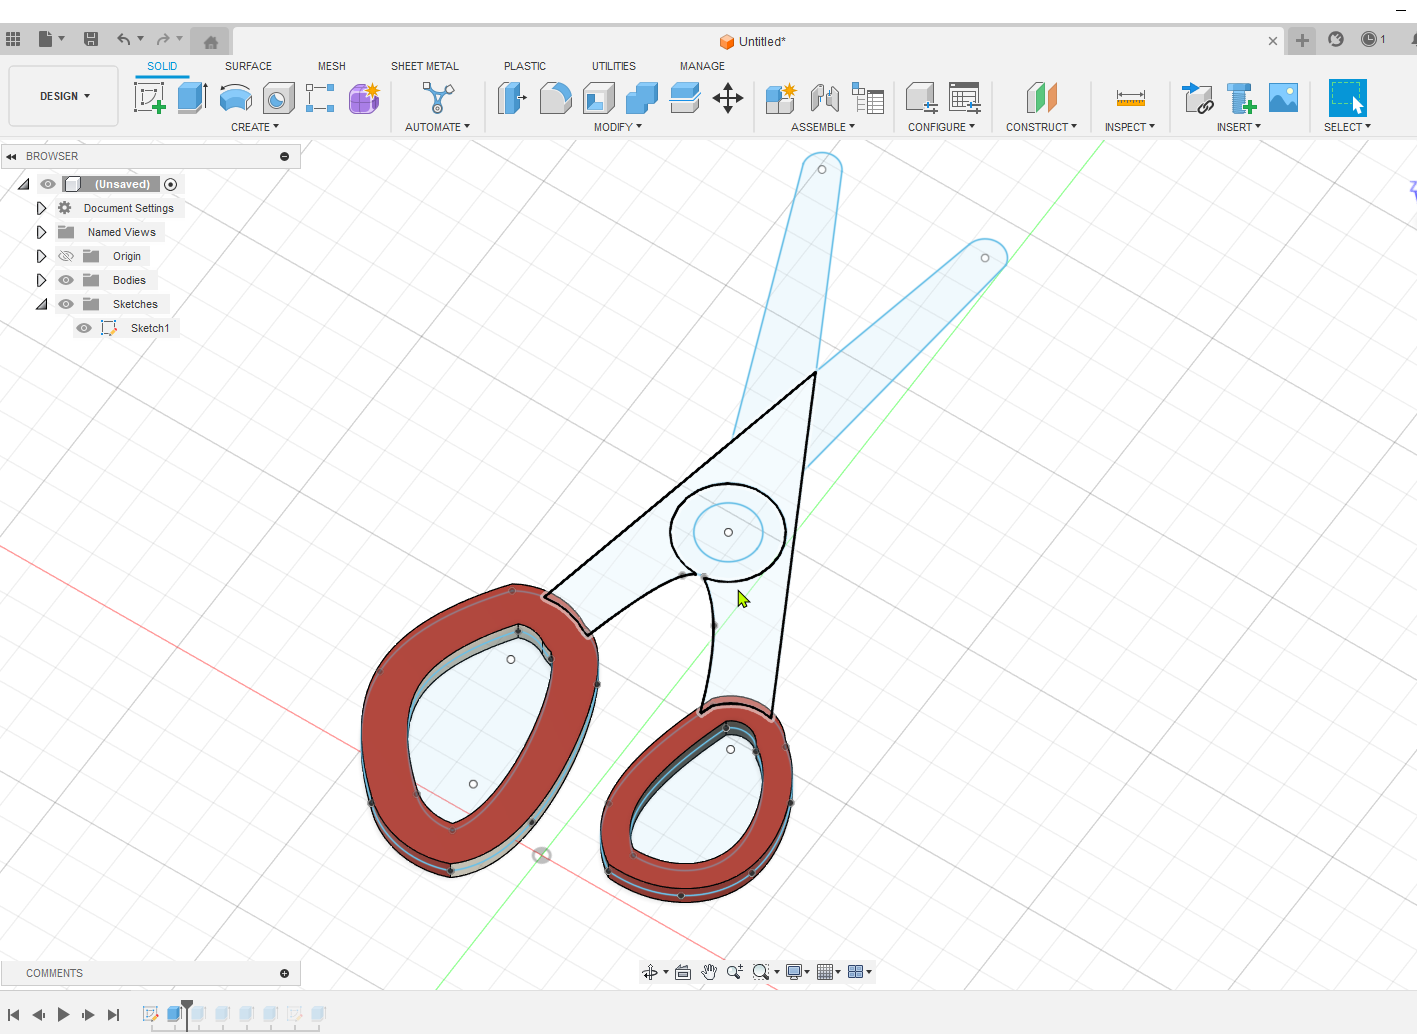 Untitled*
1
DESIGN
SOLID SURFACE MESH SHEET METAL PLASTIC UTILITIES MANAGE
CREATE AUTOMATE MODIFY ASSEMBLE CONFIGURE CONSTRUCT INSPECT INSERT SELECT
BROWSER
(Unsaved)
Document Settings
Named Views
Origin
Bodies
Sketches
Sketch1
Z
COMMENTS